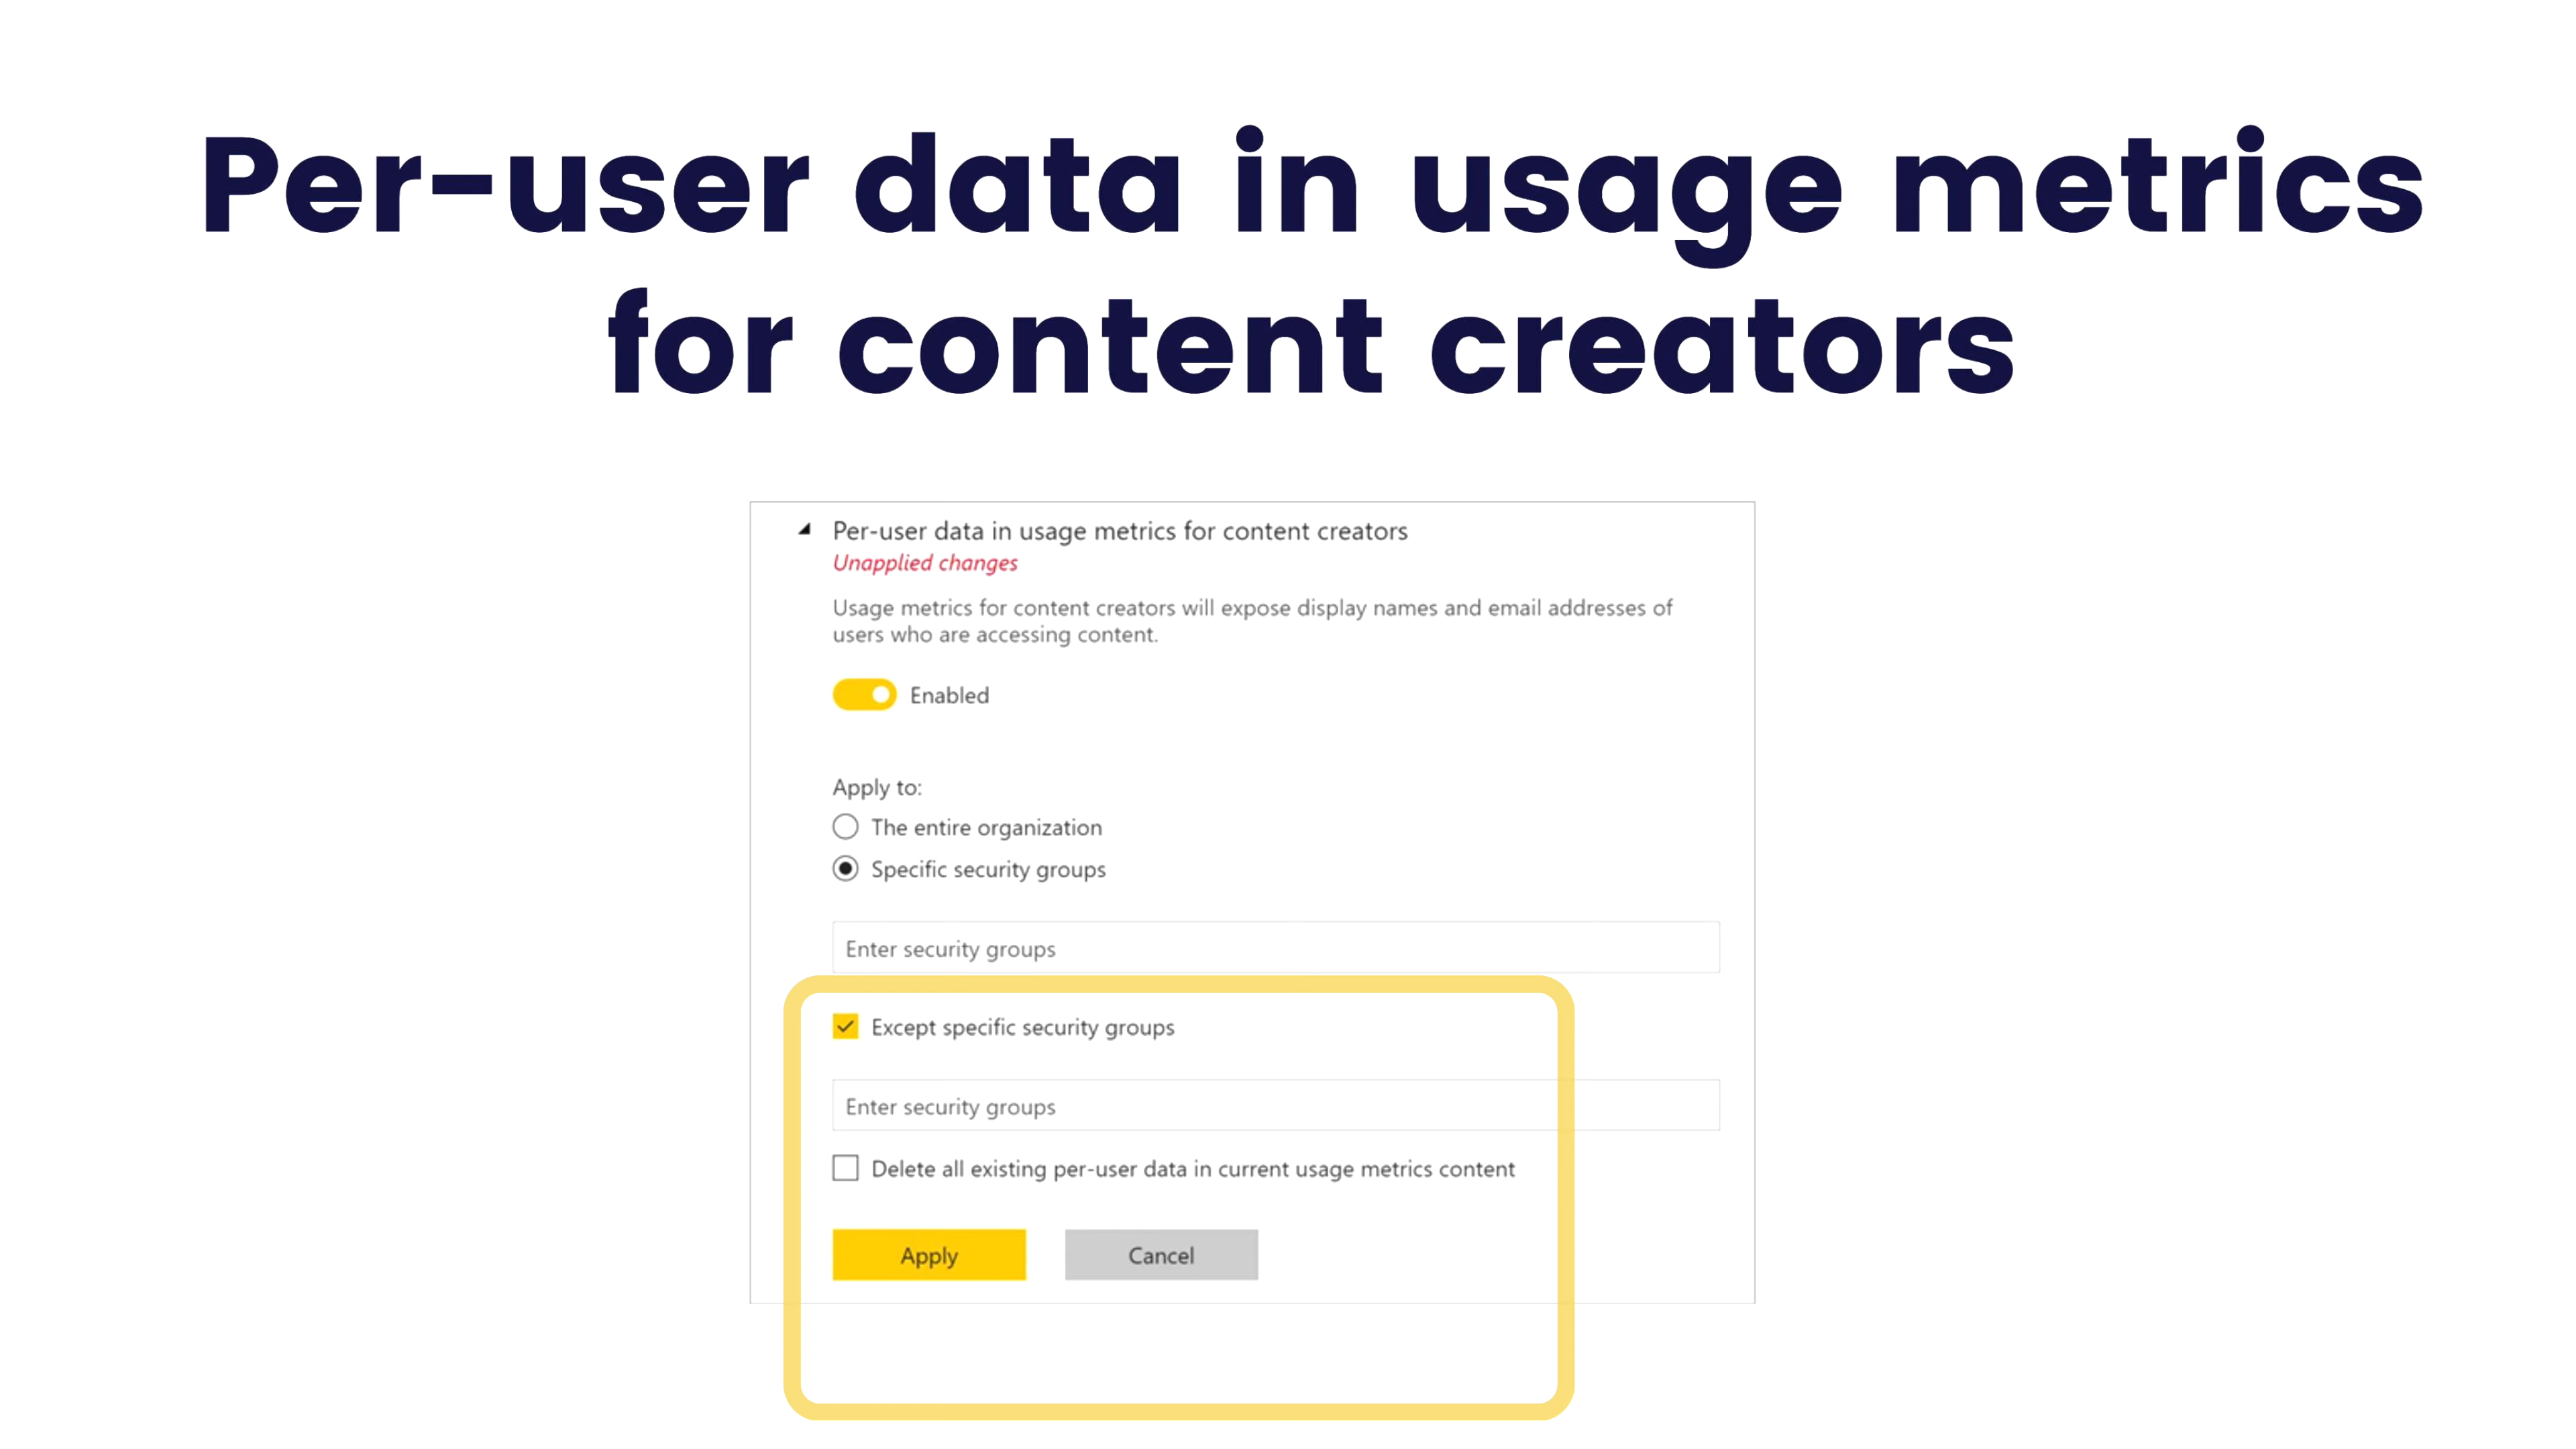 Per-user data in usage metrics
for content creators
Per-user data in usage metrics for content creators
Unapplied changes
Usage metrics for content creators will expose display names and email addresses of
users who are accessing content.
Enabled
Apply to:
The entire organization
Specific security groups
Enter security groups
Except specific security groups
Enter security groups
Delete all existing per-user data in current usage metrics content
Apply
Cancel